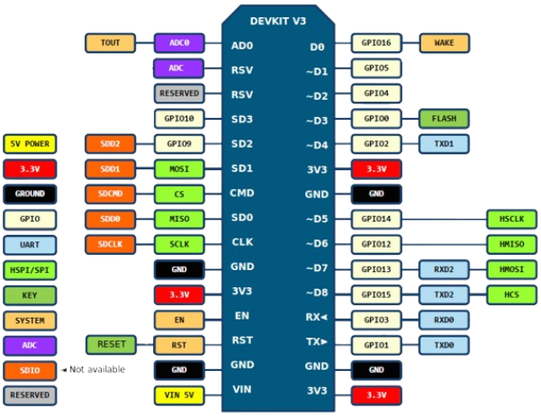 DEVKIT V3
TOUT ADC0 AD0 D0 GPIO16 WAKE
ADC RSV ~D1 GPIO5
RESERVED RSV ~D2 GPIO4
GPIO10 SD3 ~D3 GPIO0 FLASH
5V POWER SDD2 GPIO9 SD2 ~D4 GPIO2 TXD1
3.3V SDD1 MOSI SD1 3V3 3.3V
GROUND SDCMD CS CMD GND GND
GPIO SDD0 MISO SD0 ~D5 GPIO14 HSCLK
UART SDCLK SCLK CLK ~D6 GPIO12 HMISO
HSPI/SPI GND GND ~D7 GPIO13 RXD2 HMOSI
KEY 3.3V 3V3 ~D8 GPIO15 TXD2 HCS
SYSTEM EN EN RX◄ GPIO3 RXD0
ADC RESET RST RST TX► GPIO1 TXD0
SDIO ◄ Not available GND GND GND GND
RESERVED VIN 5V VIN 3V3 3.3V